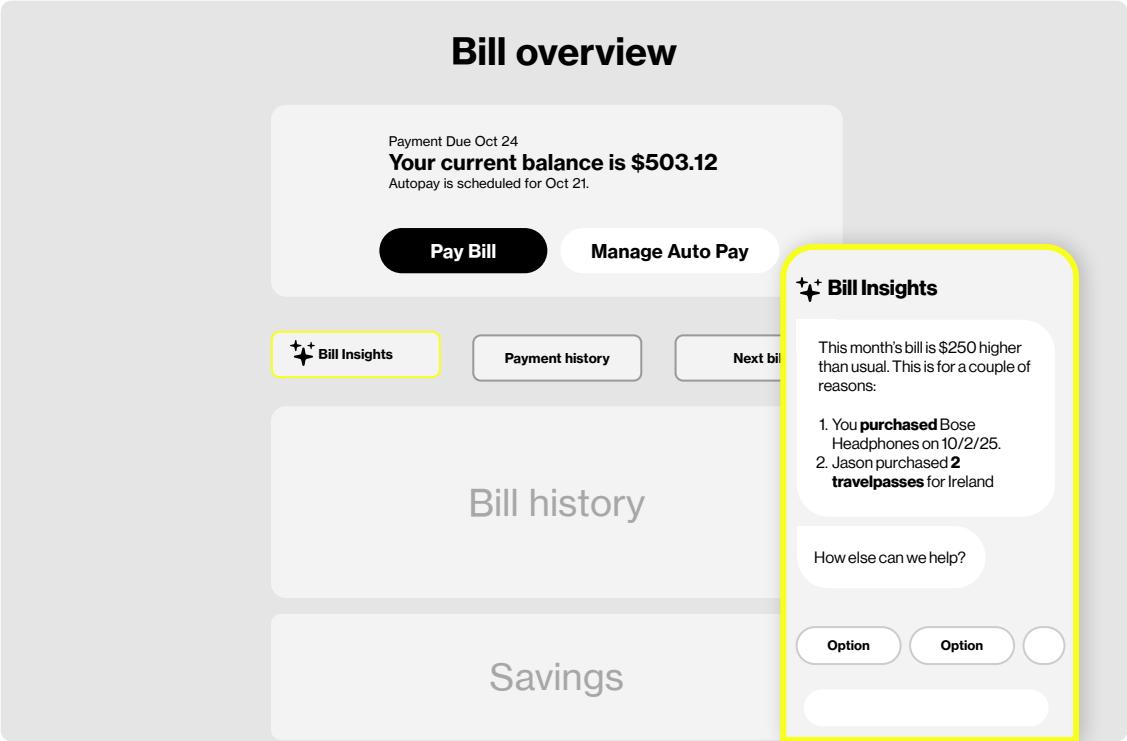 Bill overview
Payment Due Oct 24
Your current balance is $503.12
Autopay is scheduled for Oct 21.
Pay Bill
Manage Auto Pay
Bill Insights
Payment history
Next bil
Bill history
Savings
Bill Insights
This month’s bill is $250 higher
than usual. This is for a couple of
reasons:
1. You purchased Bose
Headphones on 10/2/25.
2. Jason purchased 2
travelpasses for Ireland
How else can we help?
Option
Option